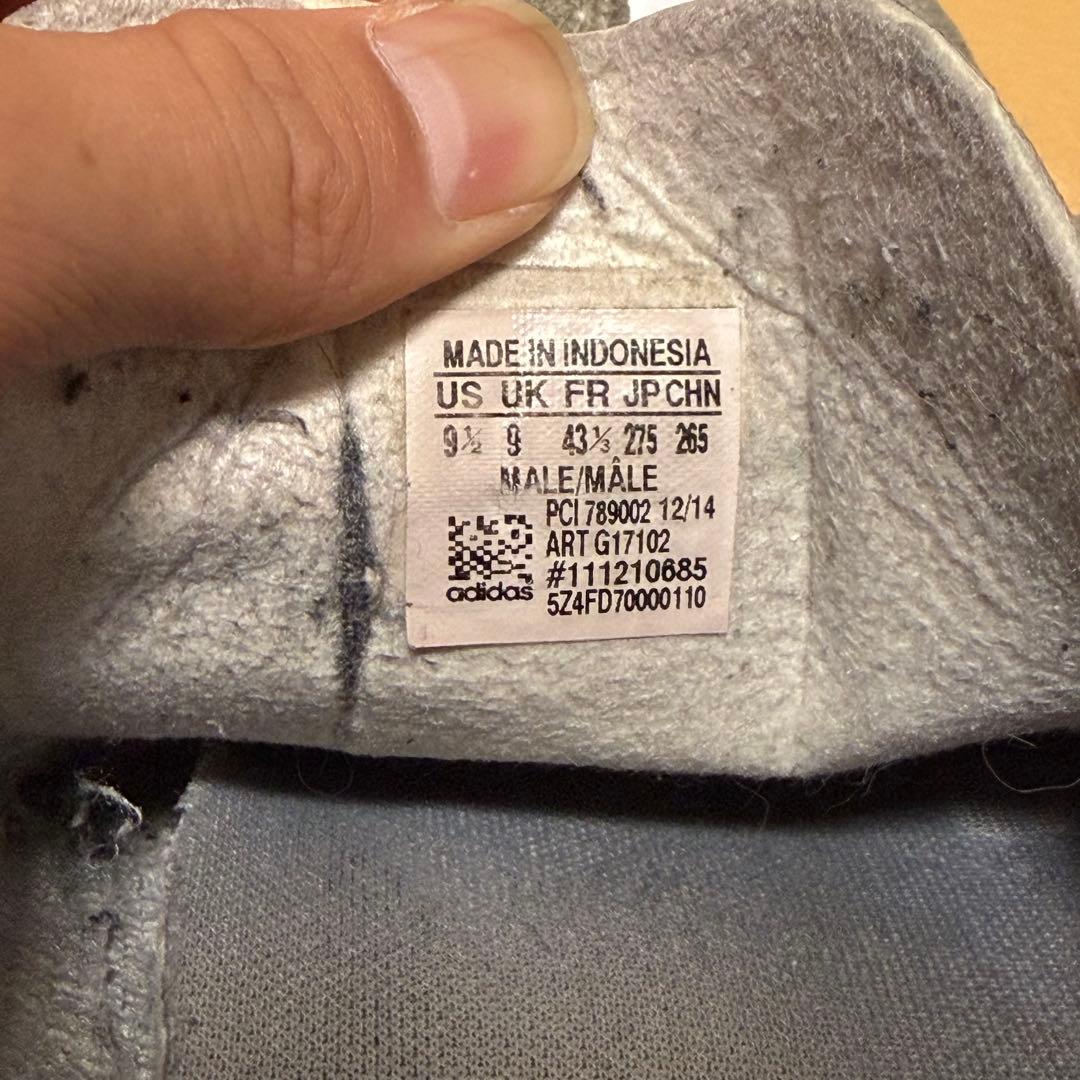 MADE IN INDONESIA
US UK FR JP CHN
9½ 9 43⅓ 275 265
MALE/MÂLE
PCI 789002 12/14
ART G17102
#111210685
adidas 5Z4FD70000110